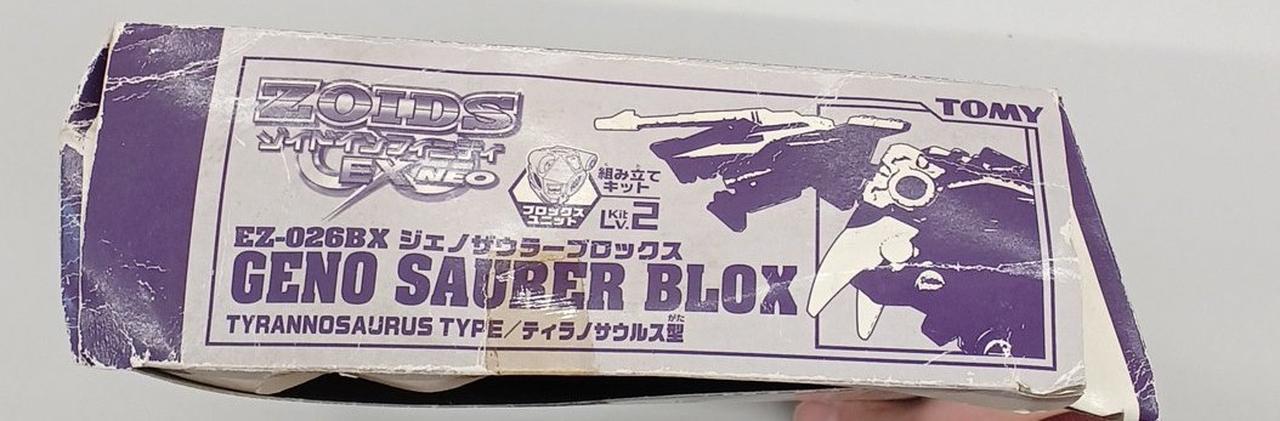 ZOIDS
TOMY
ゾイドインフィニティ
EX NEO
組み立て
キット
ブロックス
ユニット
Kit
Lv. 2
EZ-026BX ジェノザウラーブロックス
GENO SAURER BLOX
がた
TYRANNOSAURUS TYPE/ティラノサウルス型